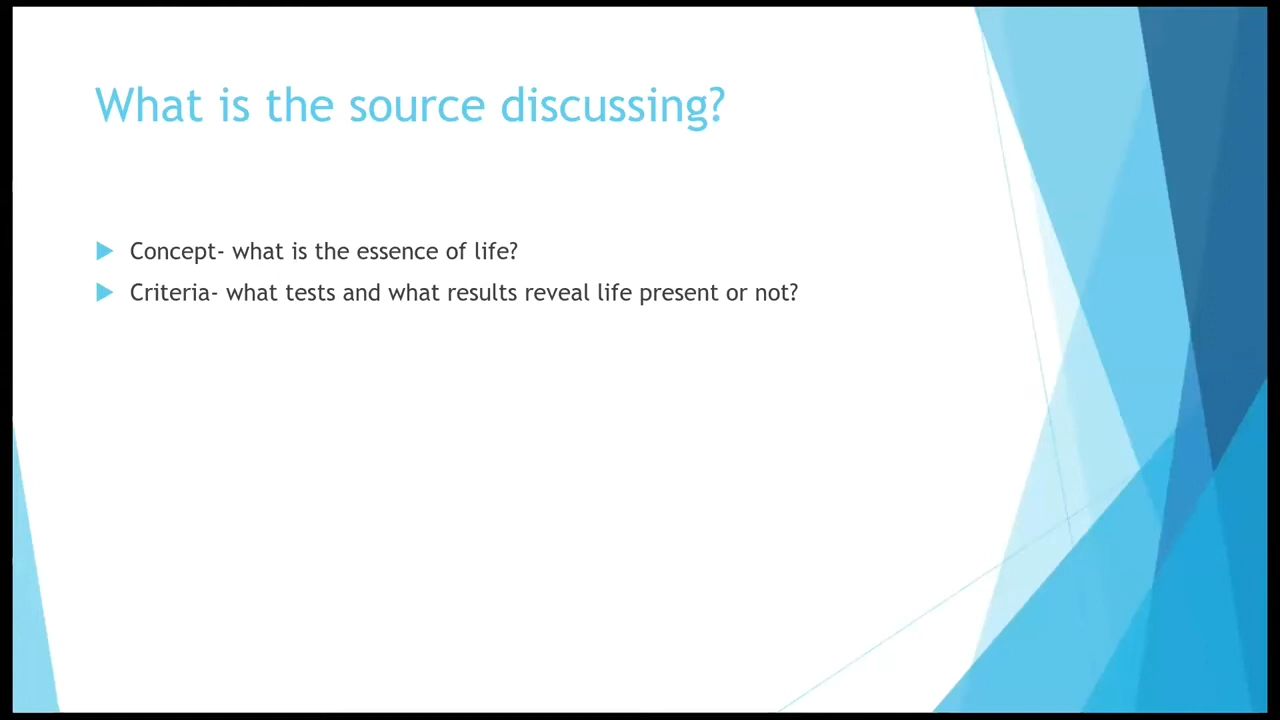 What is the source discussing?
Concept- what is the essence of life?
Criteria- what tests and what results reveal life present or not?